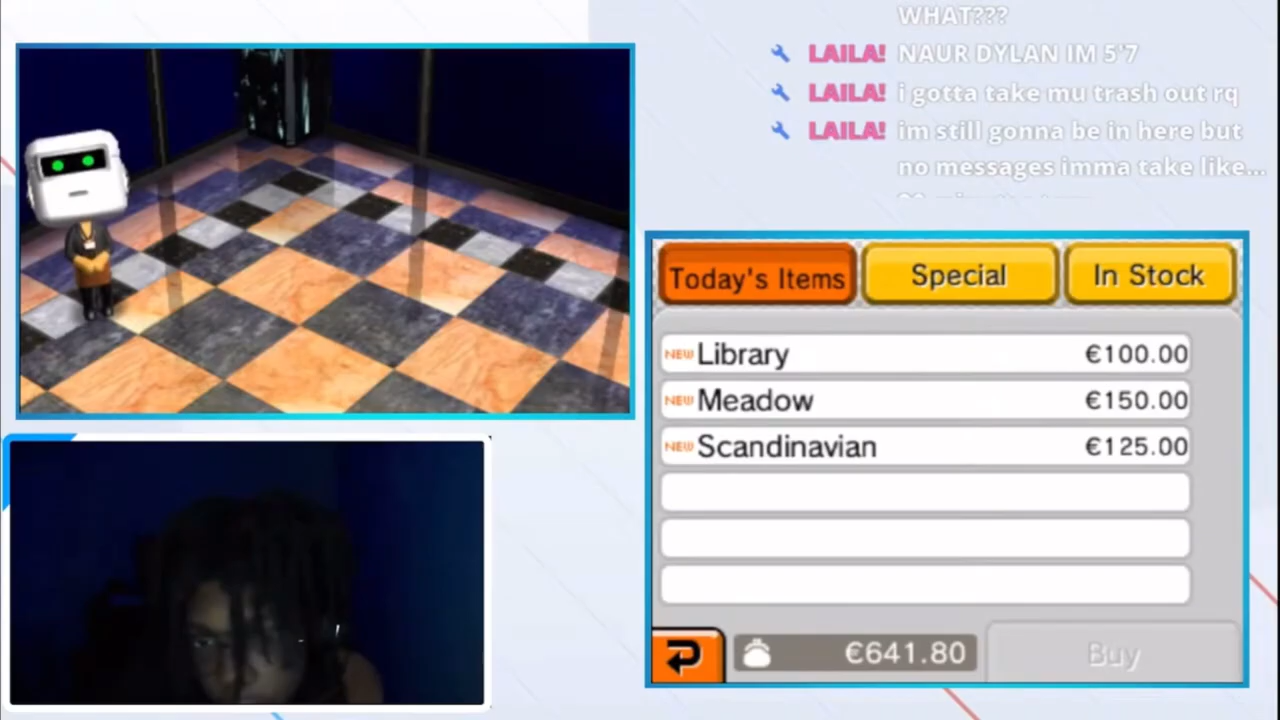 WHAT???
LAILA! NAUR DYLAN IM 5'7
LAILA! i gotta take mu trash out rq
LAILA! im still gonna be in here but
no messages imma take like...
Today's Items
Special
In Stock
NEW Library €100.00
NEW Meadow €150.00
NEW Scandinavian €125.00
€641.80
Buy